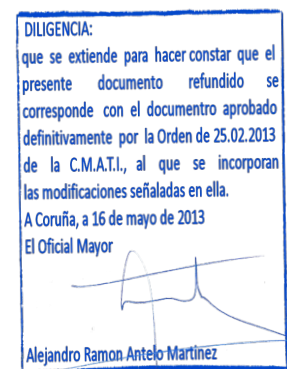 DILIGENCIA:
que se extiende para hacer constar que el
presente documento refundido se
corresponde con el documentro aprobado
definitivamente por la Orden de 25.02.2013
de la C.M.A.T.I., al que se incorporan
las modificaciones señaladas en ella.
A Coruña, a 16 de mayo de 2013
El Oficial Mayor
Alejandro Ramon Antelo Martinez